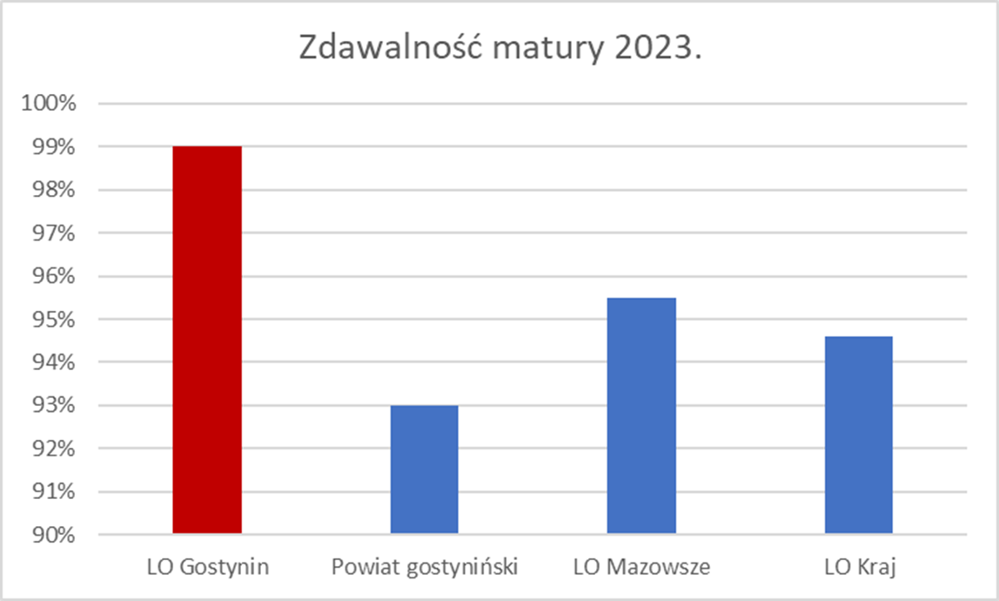 Zdawalność matury 2023.
100%
99%
98%
97%
96%
95%
94%
93%
92%
91%
90%
LO Gostynin
Powiat gostyniński
LO Mazowsze
LO Kraj